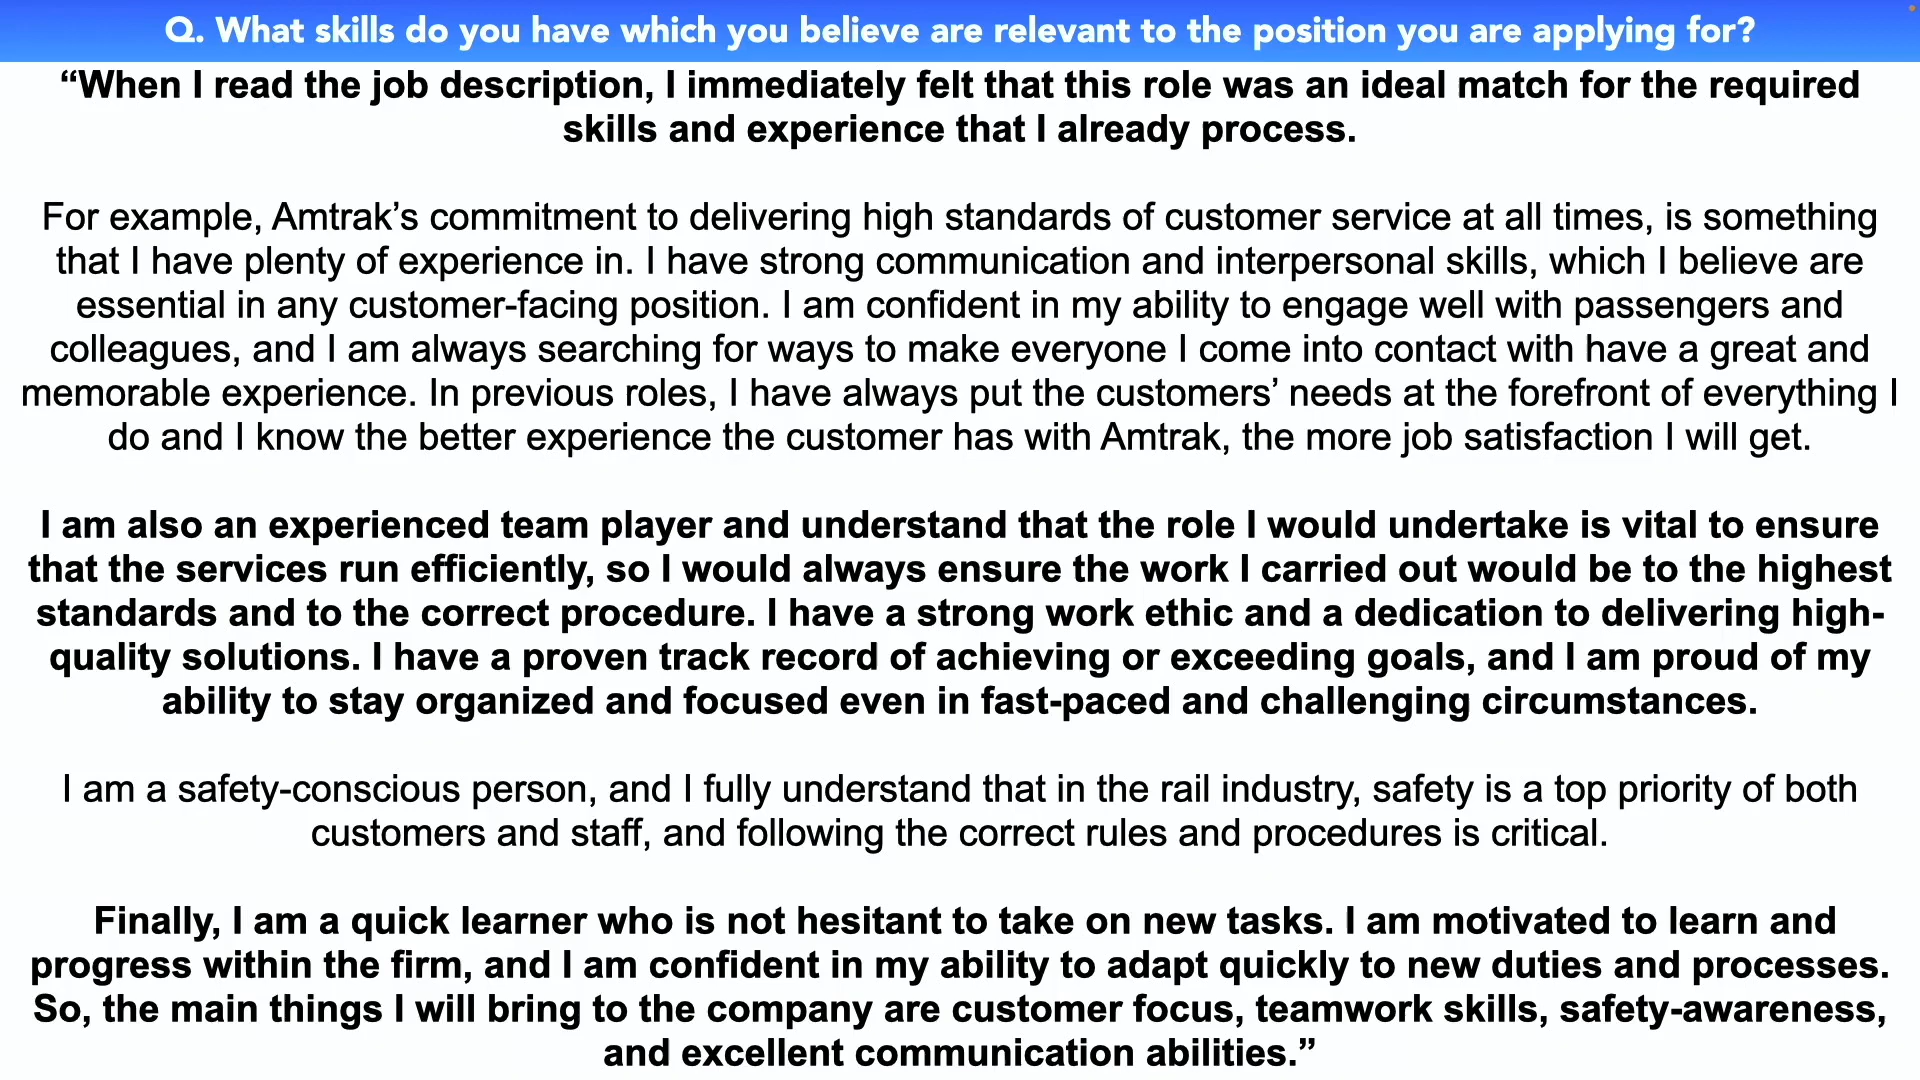 Q. What skills do you have which you believe are relevant to the position you are applying for?
“When I read the job description, I immediately felt that this role was an ideal match for the required
skills and experience that I already process.
For example, Amtrak’s commitment to delivering high standards of customer service at all times, is something
that I have plenty of experience in. I have strong communication and interpersonal skills, which I believe are
essential in any customer-facing position. I am confident in my ability to engage well with passengers and
colleagues, and I am always searching for ways to make everyone I come into contact with have a great and
memorable experience. In previous roles, I have always put the customers’ needs at the forefront of everything I
do and I know the better experience the customer has with Amtrak, the more job satisfaction I will get.
I am also an experienced team player and understand that the role I would undertake is vital to ensure
that the services run efficiently, so I would always ensure the work I carried out would be to the highest
standards and to the correct procedure. I have a strong work ethic and a dedication to delivering high-
quality solutions. I have a proven track record of achieving or exceeding goals, and I am proud of my
ability to stay organized and focused even in fast-paced and challenging circumstances.
I am a safety-conscious person, and I fully understand that in the rail industry, safety is a top priority of both
customers and staff, and following the correct rules and procedures is critical.
Finally, I am a quick learner who is not hesitant to take on new tasks. I am motivated to learn and
progress within the firm, and I am confident in my ability to adapt quickly to new duties and processes.
So, the main things I will bring to the company are customer focus, teamwork skills, safety-awareness,
and excellent communication abilities.”